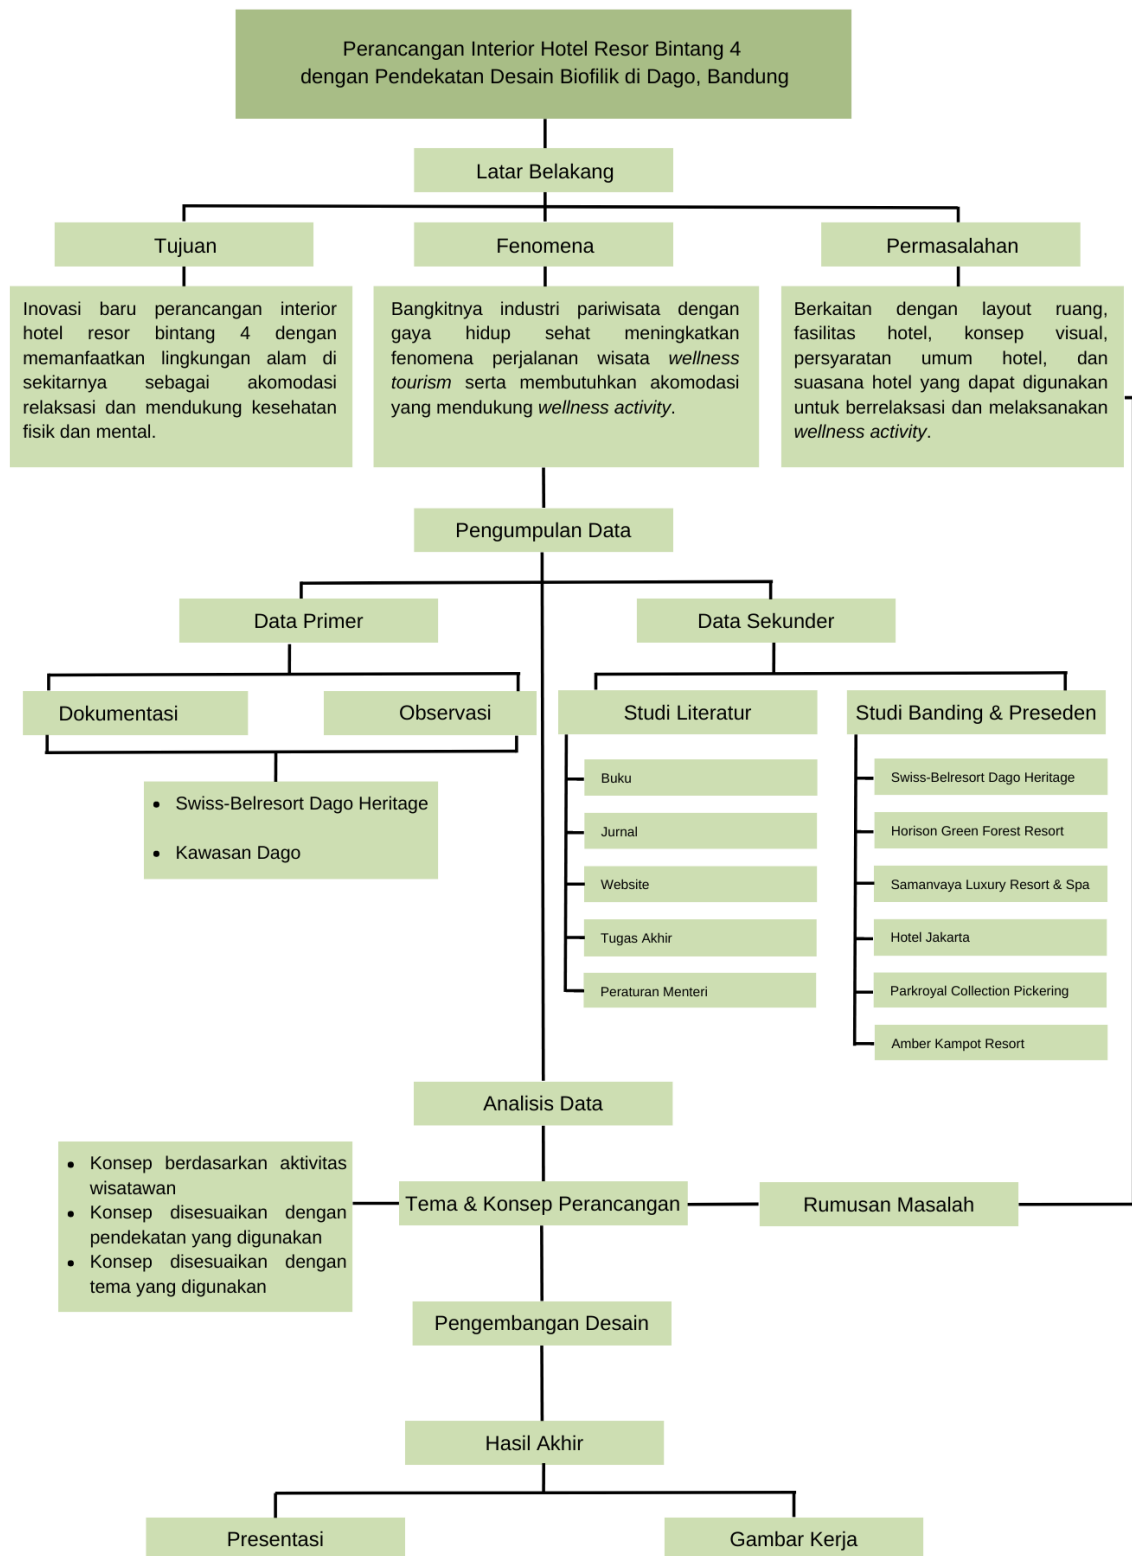 Perancangan Interior Hotel Resor Bintang 4
dengan Pendekatan Desain Biofilik di Dago, Bandung
Latar Belakang
Tujuan
Fenomena
Permasalahan
Inovasi baru perancangan interior
hotel resor bintang 4 dengan
memanfaatkan lingkungan alam di
sekitarnya sebagai akomodasi
relaksasi dan mendukung kesehatan
fisik dan mental.
Bangkitnya industri pariwisata dengan
gaya hidup sehat meningkatkan
fenomena perjalanan wisata wellness
tourism serta membutuhkan akomodasi
yang mendukung wellness activity.
Berkaitan dengan layout ruang,
fasilitas hotel, konsep visual,
persyaratan umum hotel, dan
suasana hotel yang dapat digunakan
untuk berrelaksasi dan melaksanakan
wellness activity.
Pengumpulan Data
Data Primer
Data Sekunder
Dokumentasi
Observasi
Studi Literatur
Studi Banding & Preseden
• Swiss-Belresort Dago Heritage
• Kawasan Dago
Buku
Jurnal
Website
Tugas Akhir
Peraturan Menteri
Swiss-Belresort Dago Heritage
Horison Green Forest Resort
Samanvaya Luxury Resort & Spa
Hotel Jakarta
Parkroyal Collection Pickering
Amber Kampot Resort
Analisis Data
• Konsep berdasarkan aktivitas
wisatawan
• Konsep disesuaikan dengan
pendekatan yang digunakan
• Konsep disesuaikan dengan
tema yang digunakan
Tema & Konsep Perancangan
Rumusan Masalah
Pengembangan Desain
Hasil Akhir
Presentasi
Gambar Kerja